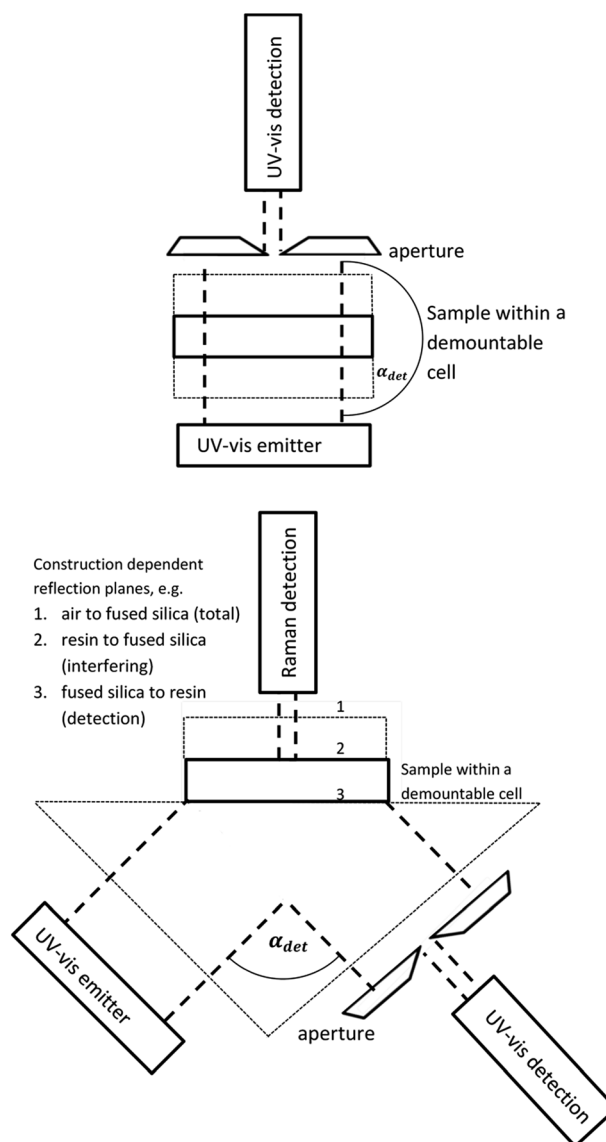 UV-vis detection
aperture
Sample within a
demountable
cell
α_det
UV-vis emitter
Construction dependent
reflection planes, e.g.
1. air to fused silica (total)
2. resin to fused silica
(interfering)
3. fused silica to resin
(detection)
Raman detection
1
2
3
Sample within a
demountable cell
UV-vis emitter
α_det
aperture
UV-vis detection